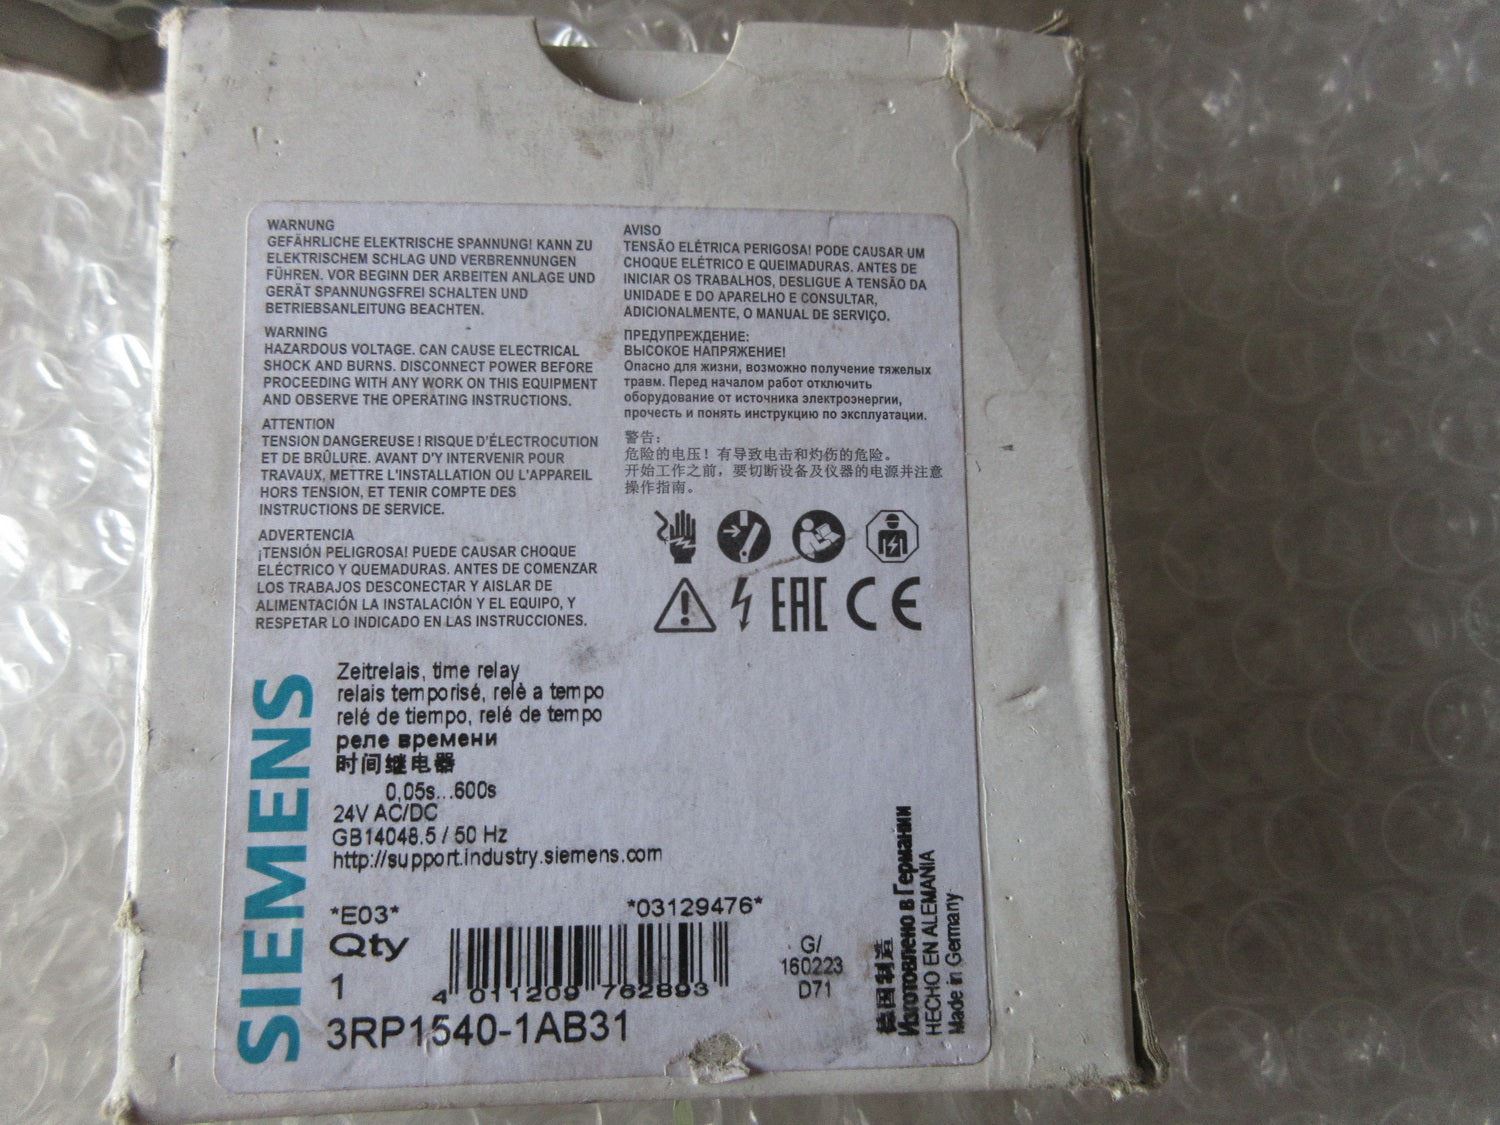 WARNUNG
GEFÄHRLICHE ELEKTRISCHE SPANNUNG! KANN ZU
ELEKTRISCHEM SCHLAG UND VERBRENNUNGEN
FÜHREN. VOR BEGINN DER ARBEITEN ANLAGE UND
GERÄT SPANNUNGSFREI SCHALTEN UND
BETRIEBSANLEITUNG BEACHTEN.
WARNING
HAZARDOUS VOLTAGE. CAN CAUSE ELECTRICAL
SHOCK AND BURNS. DISCONNECT POWER BEFORE
PROCEEDING WITH ANY WORK ON THIS EQUIPMENT
AND OBSERVE THE OPERATING INSTRUCTIONS.
ATTENTION
TENSION DANGEREUSE ! RISQUE D'ÉLECTROCUTION
ET DE BRÛLURE. AVANT D'Y INTERVENIR POUR
TRAVAUX, METTRE L'INSTALLATION OU L'APPAREIL
HORS TENSION, ET TENIR COMPTE DES
INSTRUCTIONS DE SERVICE.
ADVERTENCIA
¡TENSIÓN PELIGROSA! PUEDE CAUSAR CHOQUE
ELÉCTRICO Y QUEMADURAS. ANTES DE COMENZAR
LOS TRABAJOS DESCONECTAR Y AISLAR DE
ALIMENTACIÓN LA INSTALACIÓN Y EL EQUIPO, Y
RESPETAR LO INDICADO EN LAS INSTRUCCIONES.
AVISO
TENSÃO ELÉTRICA PERIGOSA! PODE CAUSAR UM
CHOQUE ELÉTRICO E QUEIMADURAS. ANTES DE
INICIAR OS TRABALHOS, DESLIGUE A TENSÃO DA
UNIDADE E DO APARELHO E CONSULTAR,
ADICIONALMENTE, O MANUAL DE SERVIÇO.
ПРЕДУПРЕЖДЕНИЕ:
ВЫСОКОЕ НАПРЯЖЕНИЕ!
Опасно для жизни, возможно получение тяжелых
травм. Перед началом работ отключить
оборудование от источника электроэнергии,
прочесть и понять инструкцию по эксплуатации.
警告:
危险的电压！有导致电击和灼伤的危险。
开始工作之前，要切断设备及仪器的电源并注意
操作指南。
EAC CE
SIEMENS
Zeitrelais, time relay
relais temporisé, relè a tempo
relé de tiempo, relé de tempo
реле времени
时间继电器
0,05s...600s
24V AC/DC
GB14048.5 / 50 Hz
http://support.industry.siemens.com
*E03*
*03129476*
Qty
1
4 011209 762893
G/
160223
D71
3RP1540-1AB31
德国制造
Изготовлено в Германии
HECHO EN ALEMANIA
Made in Germany